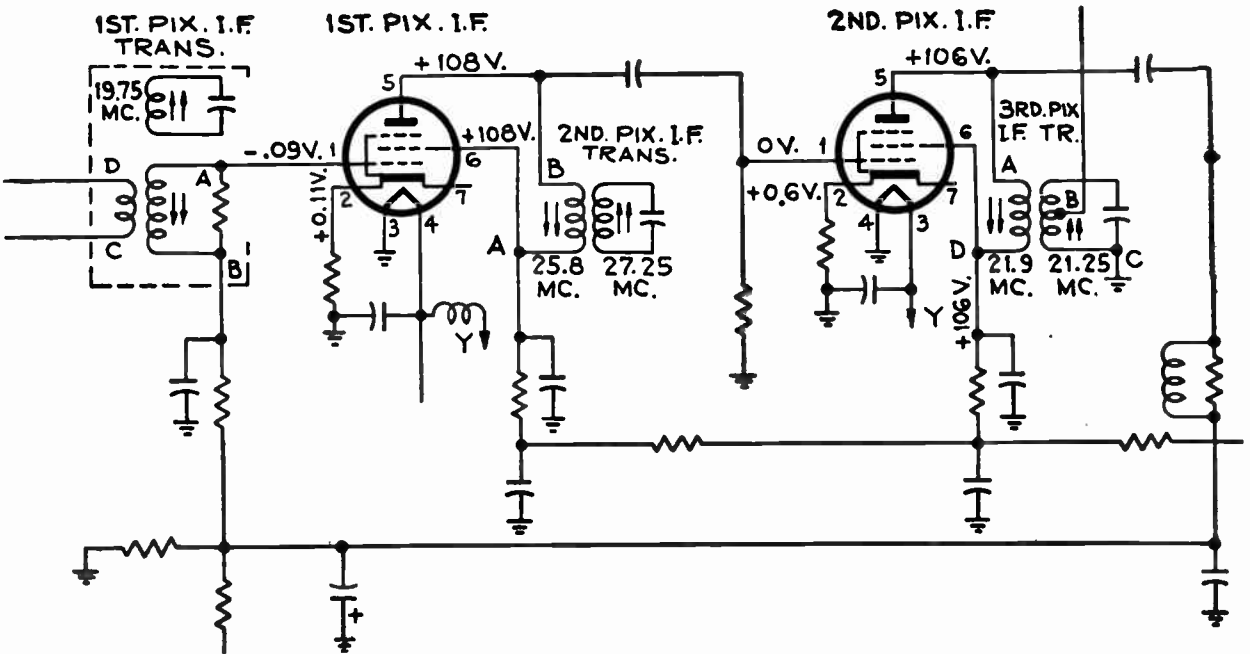 1ST. PIX. I.F.
TRANS.
1ST. PIX. I.F.
2ND. PIX. I.F.
19.75
MC.
D
C
A
B
-.09V.
1
5
+108V.
+108V.
6
7
2
+0.11V.
3
4
Y
2ND. PIX. I.F.
TRANS.
B
A
25.8
MC.
27.25
MC.
0V.
1
5
+106V.
6
7
2
+0.6V.
4
3
Y
3RD. PIX
I.F. TR.
A
B
D
C
21.9
MC.
21.25
MC.
+106V.
+